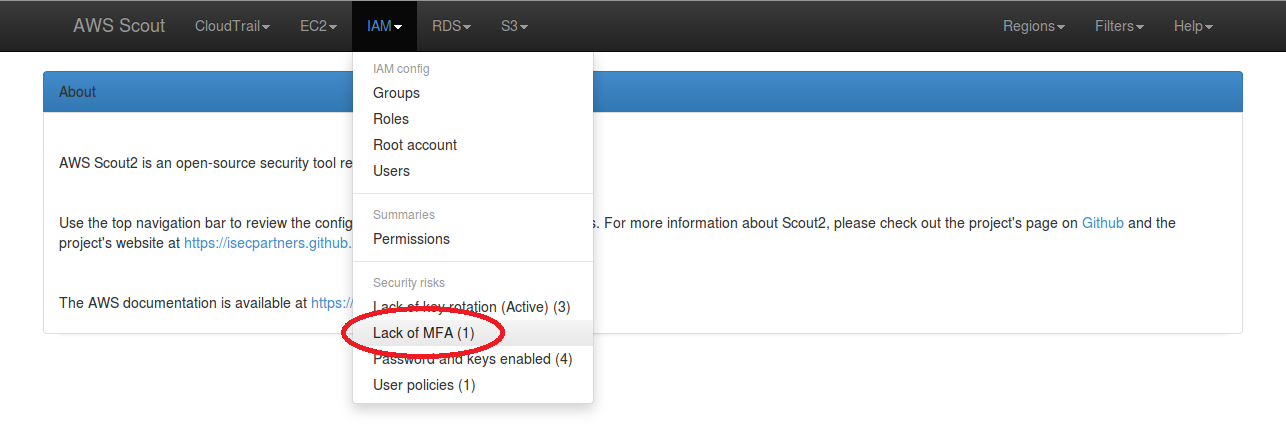 AWS Scout CloudTrail EC2 IAM RDS S3 Regions Filters Help
About
IAM config
Groups
Roles
Root account
Users
Summaries
Permissions
Security risks
Lack of key rotation (Active) (3)
Lack of MFA (1)
Password and keys enabled (4)
User policies (1)
AWS Scout2 is an open-source security tool re
Use the top navigation bar to review the config s. For more information about Scout2, please check out the project's page on Github and the
project's website at https://isecpartners.github.
The AWS documentation is available at https://